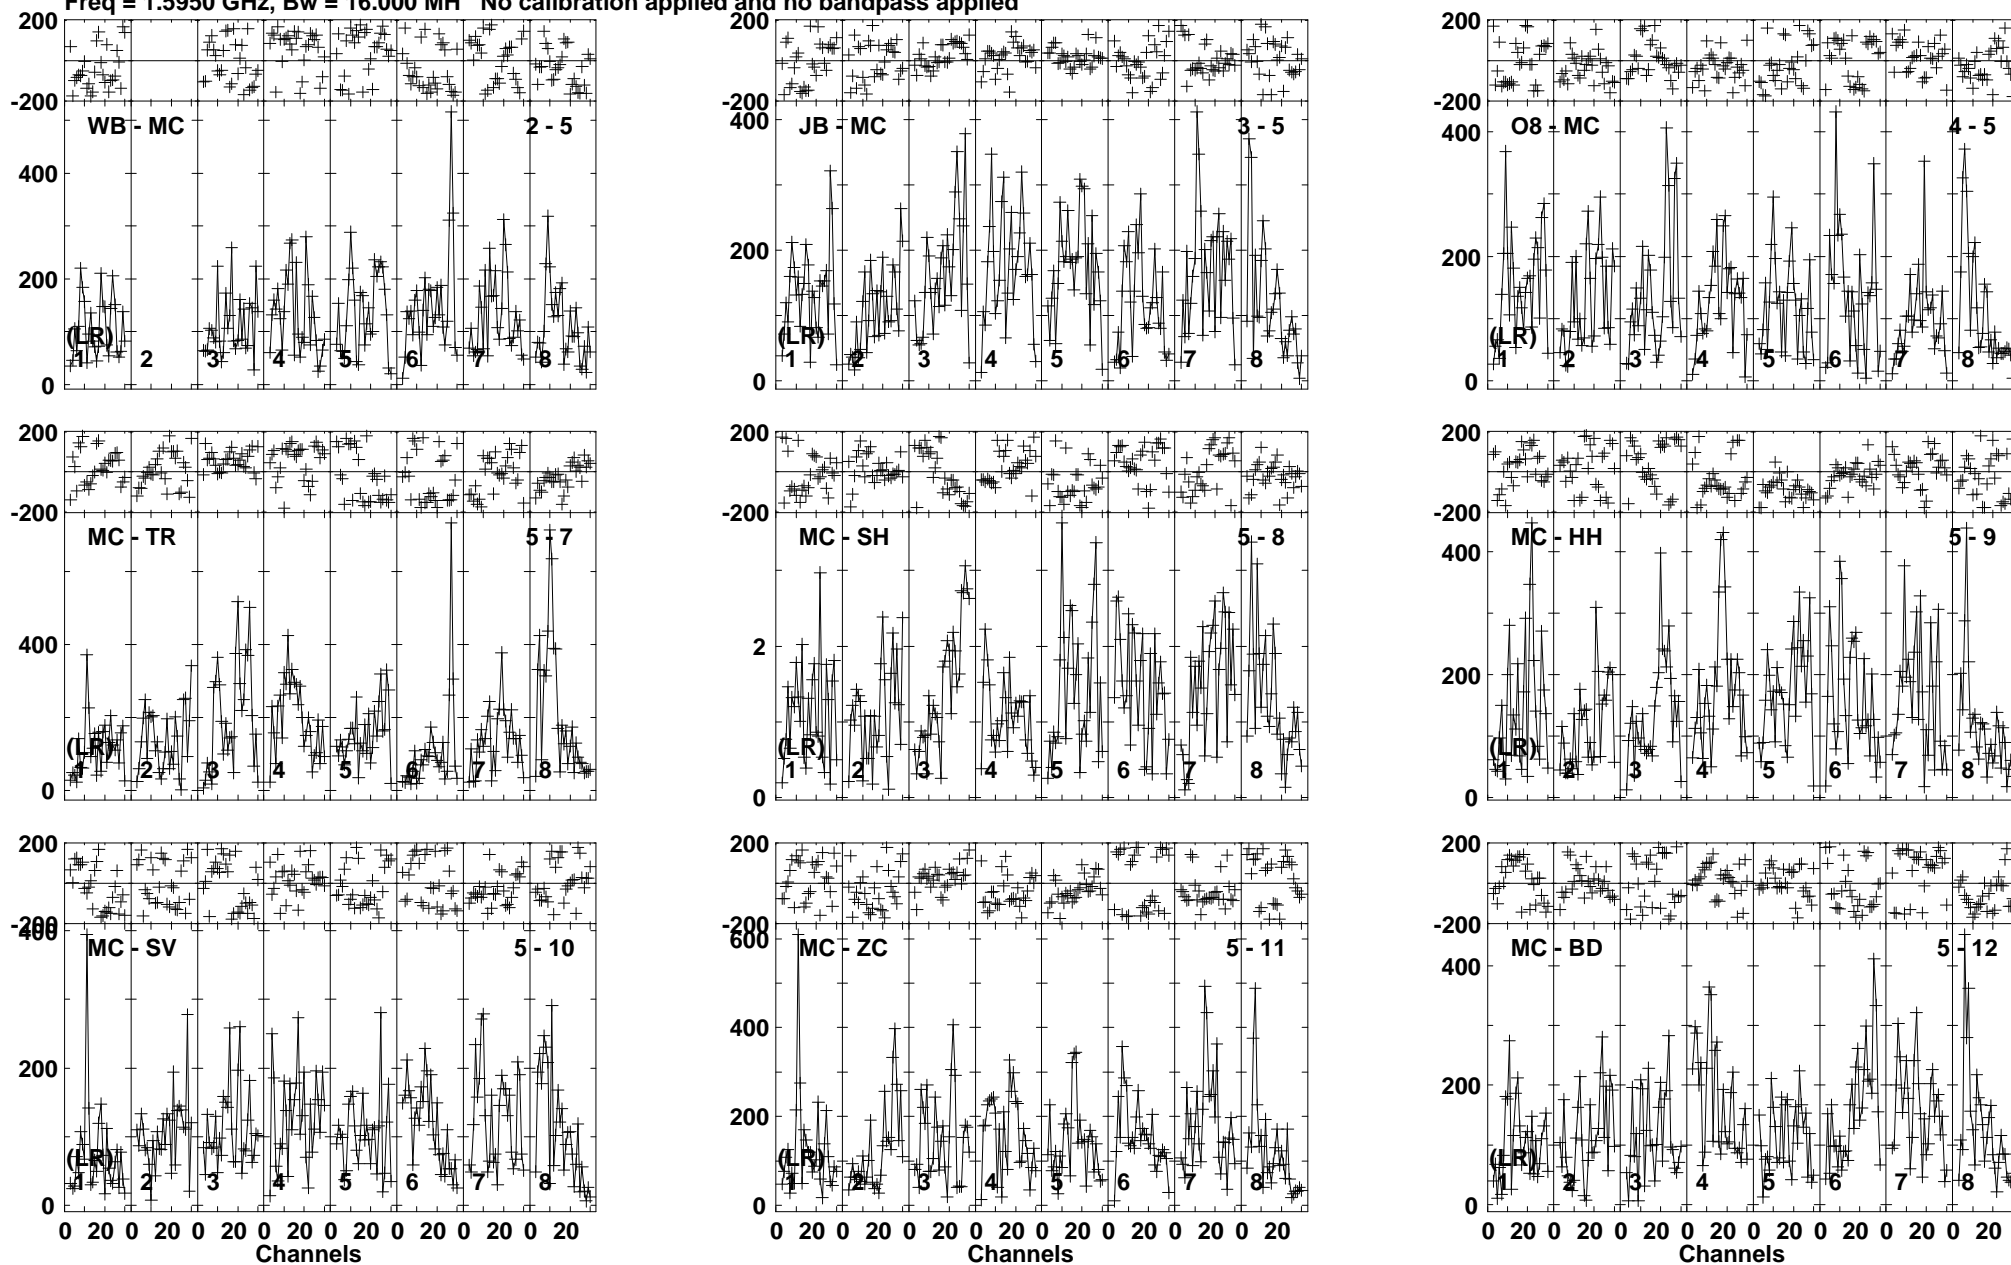 Freq = 1.5950 GHz, Bw = 16.000 MH No calibration applied and no bandpass applied
200 200 200
-200 -200 -200
WB - MC 2 - 5 JB - MC 3 - 5 O8 - MC 4 - 5
400 400 400
200 200 200
(LR) (LR) (LR)
1 2 3 4 5 6 7 8 1 2 3 4 5 6 7 8 1 2 3 4 5 6 7 8
0 0 0
200 200 200
-200 -200 -200
MC - TR 5 - 7 MC - SH 5 - 8 MC - HH 5 - 9
400 2 400
200
(LR) (LR) (LR)
1 2 3 4 5 6 7 8 1 2 3 4 5 6 7 8 1 2 3 4 5 6 7 8
0 0 0
200 200 200
-200 -200 -200
400 600
MC - SV 5 - 10 MC - ZC 5 - 11 MC - BD 5 - 12
400 400
200 200 200
(LR) (LR) (LR)
1 2 3 4 5 6 7 8 1 2 3 4 5 6 7 8 1 2 3 4 5 6 7 8
0 0 0
0 20 0 20 0 20 0 20 0 20 0 20 0 20 0 20 0 20 0 20 0 20 0 20 0 20 0 20 0 20 0 20 0 20 0 20 0 20 0 20 0 20 0 20 0 20 0 20
Channels Channels Channels